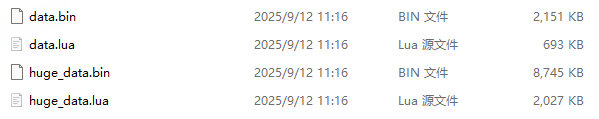 data.bin 2025/9/12 11:16 BIN 文件 2,151 KB
data.lua 2025/9/12 11:16 Lua 源文件 693 KB
huge_data.bin 2025/9/12 11:16 BIN 文件 8,745 KB
huge_data.lua 2025/9/12 11:16 Lua 源文件 2,027 KB